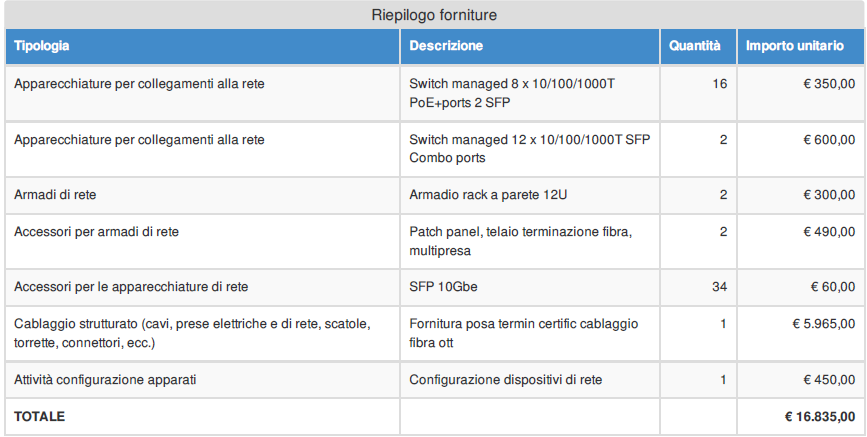 Riepilogo forniture
Tipologia Descrizione Quantità Importo unitario
Apparecchiature per collegamenti alla rete Switch managed 8 x 10/100/1000T 16 € 350,00
PoE+ports 2 SFP
Apparecchiature per collegamenti alla rete Switch managed 12 x 10/100/1000T SFP 2 € 600,00
Combo ports
Armadi di rete Armadio rack a parete 12U 2 € 300,00
Accessori per armadi di rete Patch panel, telaio terminazione fibra, 2 € 490,00
multipresa
Accessori per le apparecchiature di rete SFP 10Gbe 34 € 60,00
Cablaggio strutturato (cavi, prese elettriche e di rete, scatole, Fornitura posa termin certific cablaggio 1 € 5.965,00
torrette, connettori, ecc.) fibra ott
Attività configurazione apparati Configurazione dispositivi di rete 1 € 450,00
TOTALE € 16.835,00